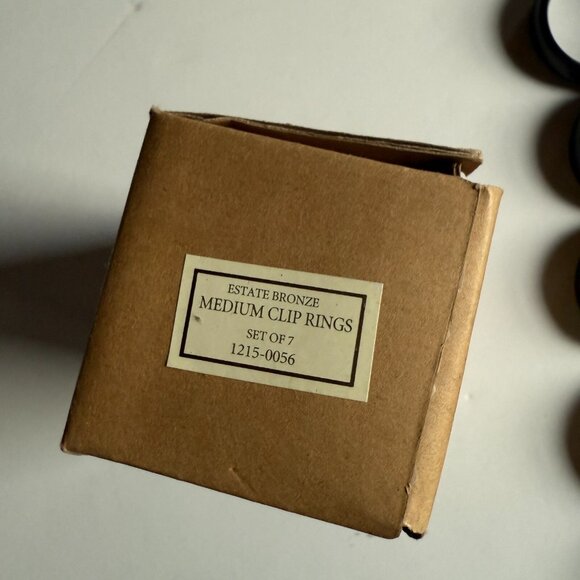 ESTATE BRONZE
MEDIUM CLIP RINGS
SET OF 7
1215-0056